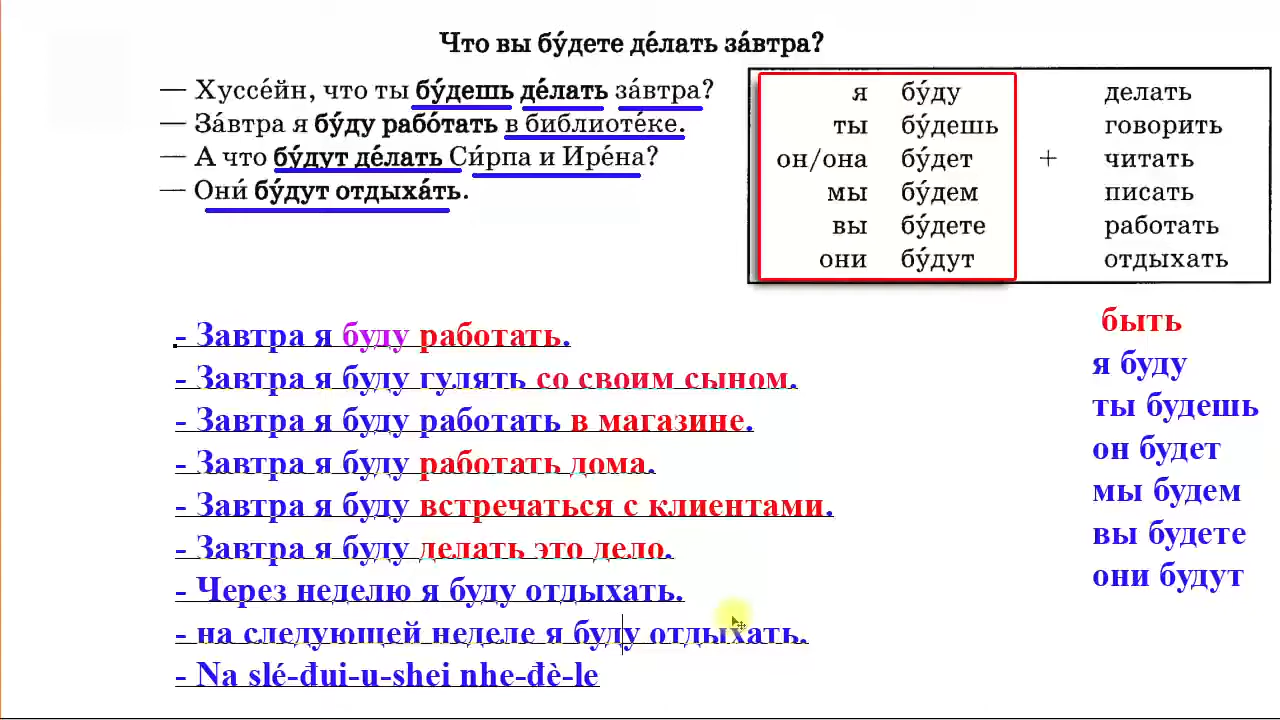 Что вы бу́дете де́лать за́втра?
— Хуссе́йн, что ты бу́дешь де́лать за́втра?
— За́втра я бу́ду рабо́тать в библиоте́ке.
— А что бу́дут де́лать Си́рпа и Ире́на?
— Они́ бу́дут отдыха́ть.
я бу́ду делать
ты бу́дешь говорить
он/она бу́дет + читать
мы бу́дем писать
вы бу́дете работать
они бу́дут отдыхать
- Завтра я буду работать.
- Завтра я буду гулять со своим сыном.
- Завтра я буду работать в магазине.
- Завтра я буду работать дома.
- Завтра я буду встречаться с клиентами.
- Завтра я буду делать это дело.
- Через неделю я буду отдыхать.
- на следующей неделе я буду отдыхать.
- Na slé-đui-u-shei nhe-đè-le
быть
я буду
ты будешь
он будет
мы будем
вы будете
они будут